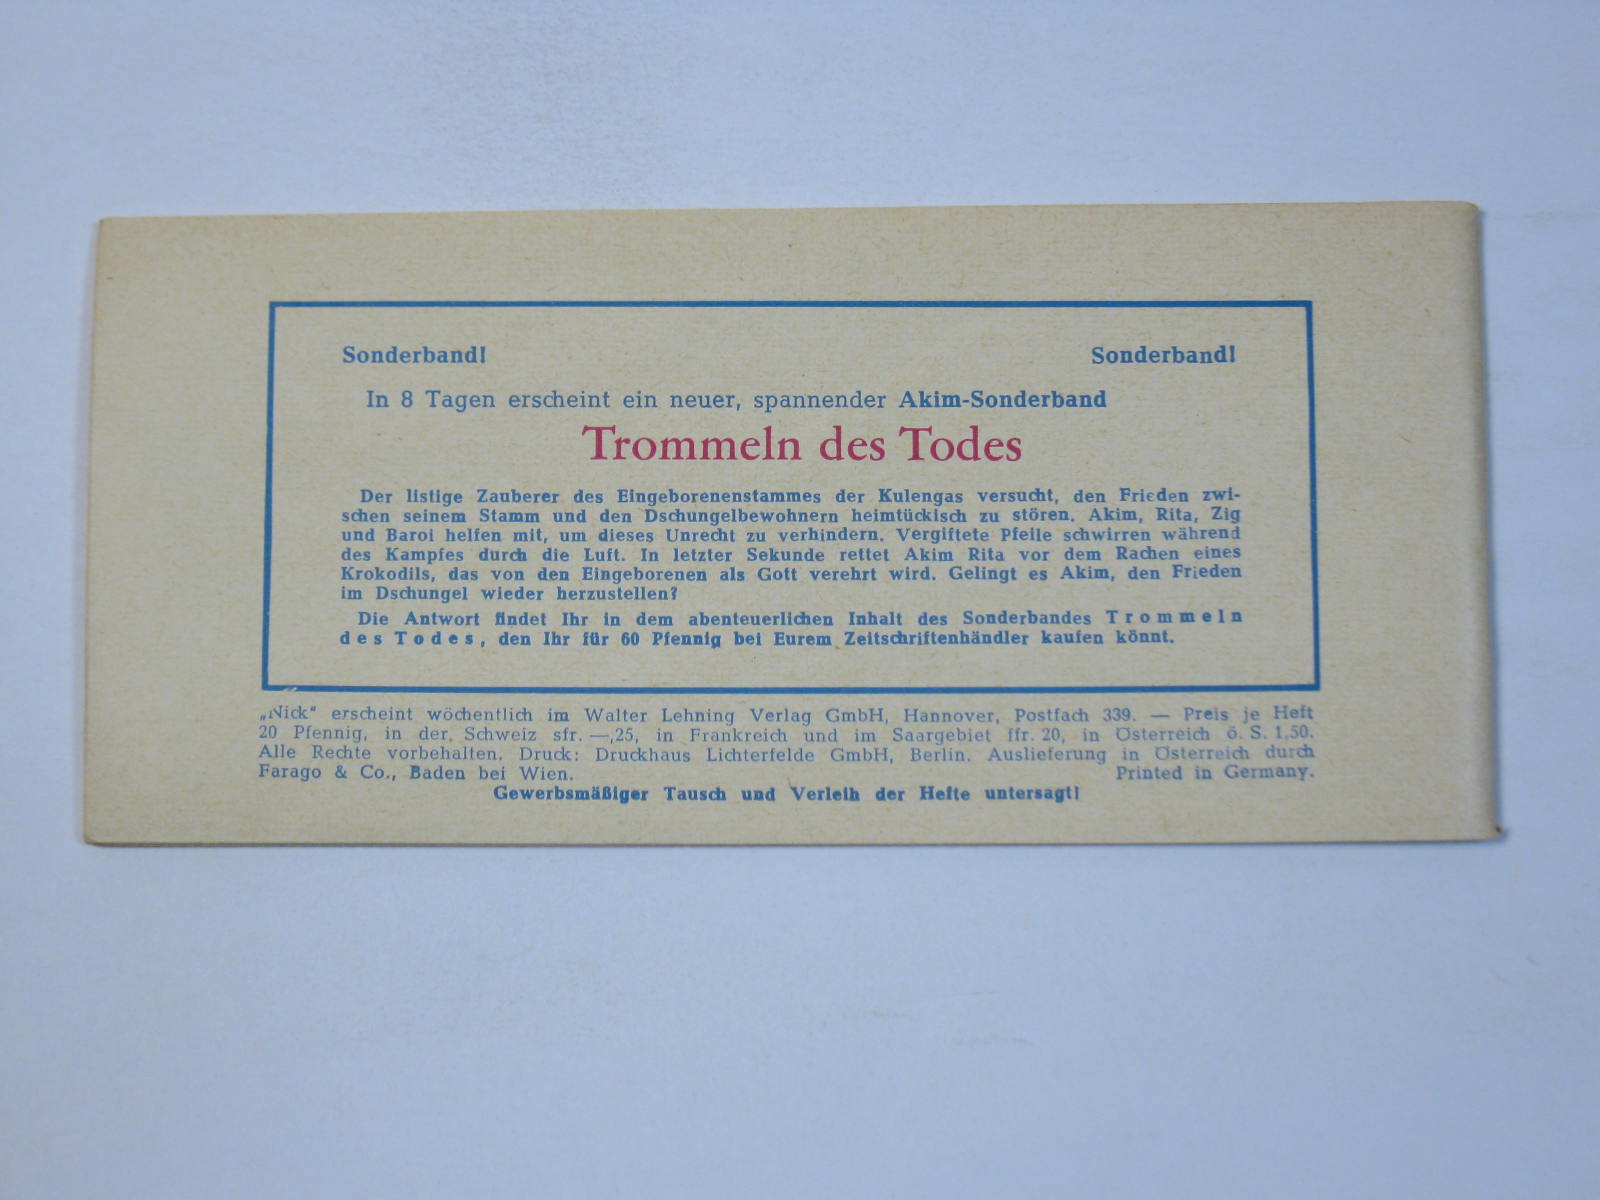 Sonderband! Sonderband!
In 8 Tagen erscheint ein neuer, spannender Akim-Sonderband
Trommeln des Todes
Der listige Zauberer des Eingeborenenstammes der Kulengas versucht, den Frieden zwi-
schen seinem Stamm und den Dschungelbewohnern heimtückisch zu stören. Akim, Rita, Zig
und Baroi helfen mit, um dieses Unrecht zu verhindern. Vergiftete Pfeile schwirren während
des Kampfes durch die Luft. In letzter Sekunde rettet Akim Rita vor dem Rachen eines
Krokodils, das von den Eingeborenen als Gott verehrt wird. Gelingt es Akim, den Frieden
im Dschungel wieder herzustellen?
Die Antwort findet Ihr in dem abenteuerlichen Inhalt des Sonderbandes Trommeln
des Todes, den Ihr für 60 Pfennig bei Eurem Zeitschriftenhändler kaufen könnt.
„Nick" erscheint wöchentlich im Walter Lehning Verlag GmbH, Hannover, Postfach 339. — Preis je Heft
20 Pfennig, in der Schweiz sfr. —,25, in Frankreich und im Saargebiet ffr. 20, in Österreich ö. S. 1,50.
Alle Rechte vorbehalten. Druck: Druckhaus Lichterfelde GmbH, Berlin. Auslieferung in Österreich durch
Farago & Co., Baden bei Wien. Printed in Germany.
Gewerbsmäßiger Tausch und Verleih der Hefte untersagt!